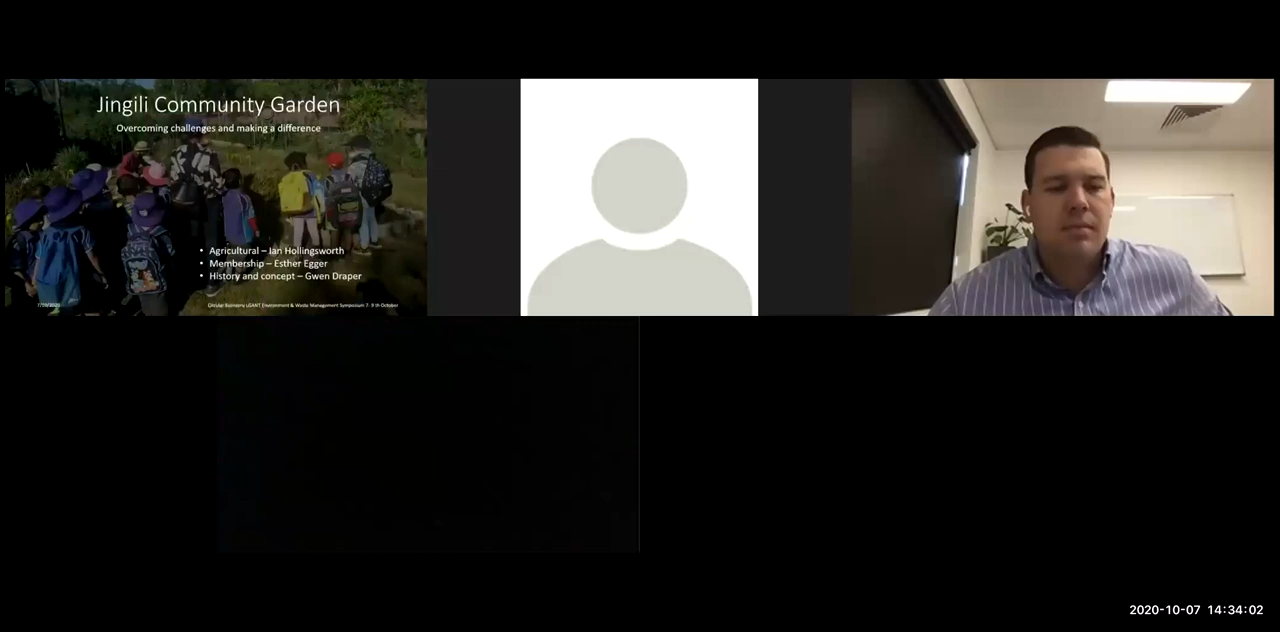 Jingili Community Garden
Overcoming challenges and making a difference
• Agricultural – Ian Hollingsworth
• Membership – Esther Egger
• History and concept – Gwen Draper
Circular Economy LGANT Environment & Waste Management Symposium 7- 9 th October
2020-10-07 14:34:02